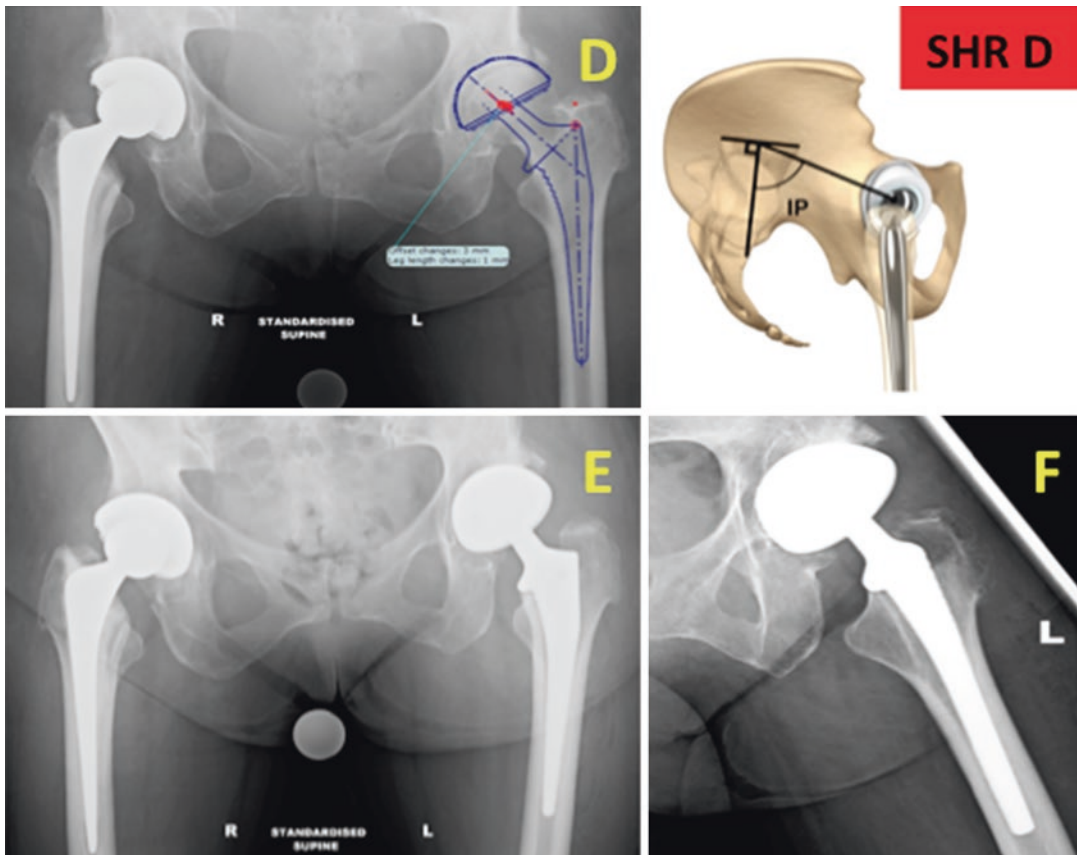 D
SHR D
IP
Offset changes: 3 mm
Leg length changes: 1 mm
R
STANDARDISED
SUPINE
L
E
R
STANDARDISED
SUPINE
L
F
L